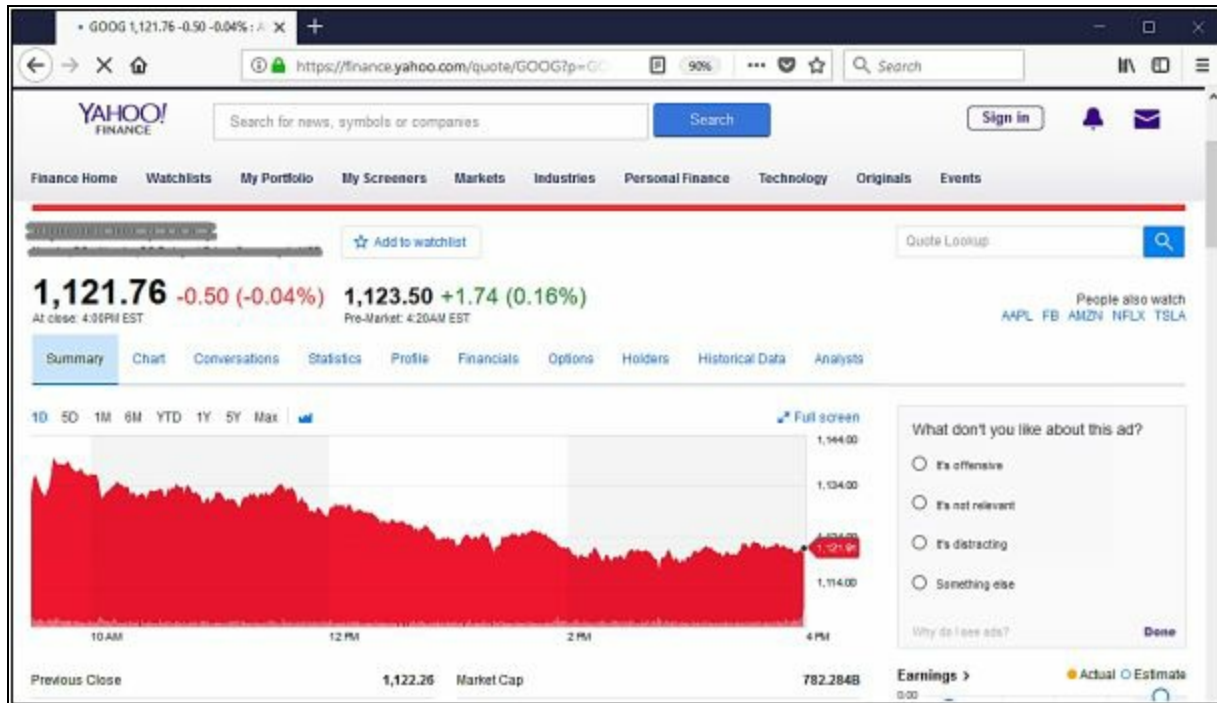 GOOG 1,121.76 -0.50 -0.04% : A
https://finance.yahoo.com/quote/GOOG?p=GO
90%
Search
YAHOO!
FINANCE
Search for news, symbols or companies
Search
Sign in
Finance Home Watchlists My Portfolio My Screeners Markets Industries Personal Finance Technology Originals Events
Add to watchlist
Quote Lookup
1,121.76 -0.50 (-0.04%) 1,123.50 +1.74 (0.16%)
At close: 4:00PM EST Pre-Market: 4:20AM EST
People also watch
AAPL FB AMZN NFLX TSLA
Summary Chart Conversations Statistics Profile Financials Options Holders Historical Data Analysts
1D 5D 1M 6M YTD 1Y 5Y Max
Full screen
1,144.00
1,134.00
1,121.91
1,114.00
10 AM 12 PM 2 PM 4 PM
What don't you like about this ad?
It's offensive
It's not relevant
It's distracting
Something else
Why do I see ads? Done
Previous Close 1,122.26 Market Cap 782.284B
Earnings > Actual Estimate
0.00